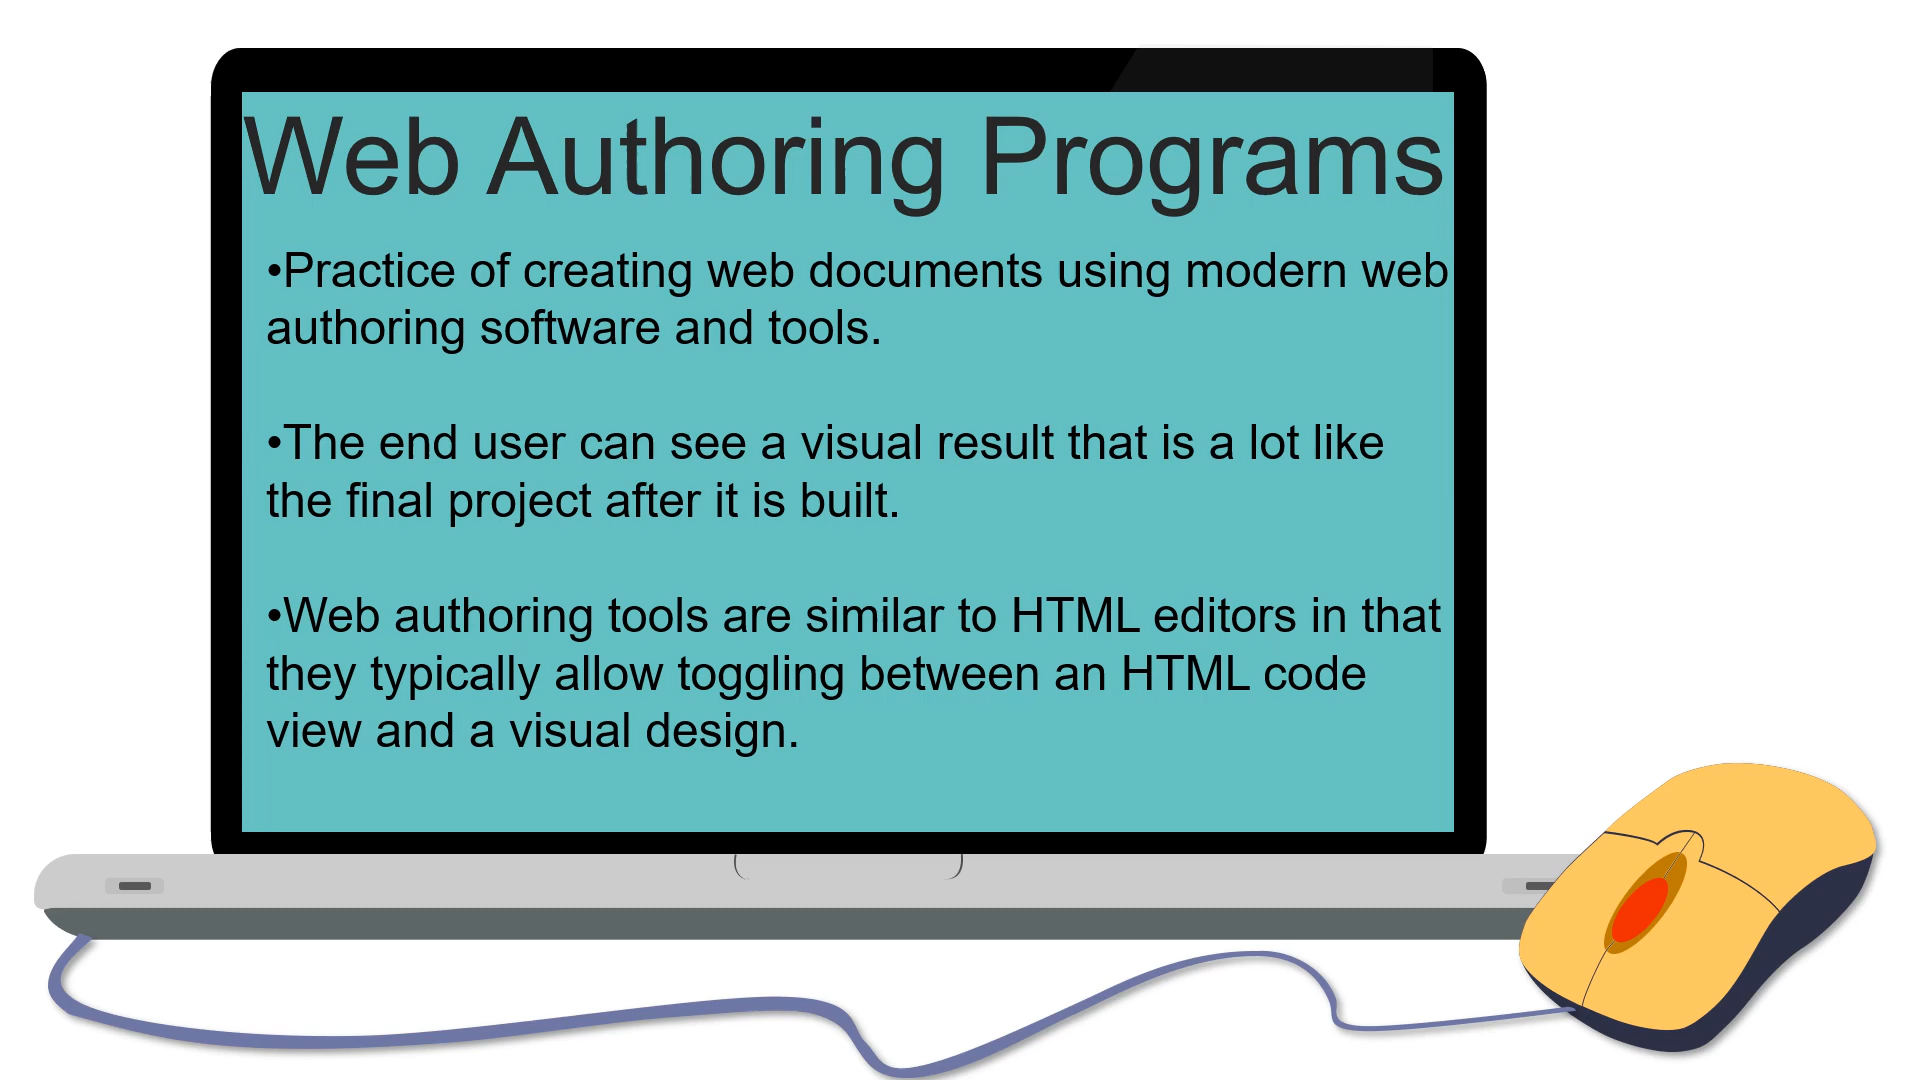 Web Authoring Programs
•Practice of creating web documents using modern web
authoring software and tools.
•The end user can see a visual result that is a lot like
the final project after it is built.
•Web authoring tools are similar to HTML editors in that
they typically allow toggling between an HTML code
view and a visual design.